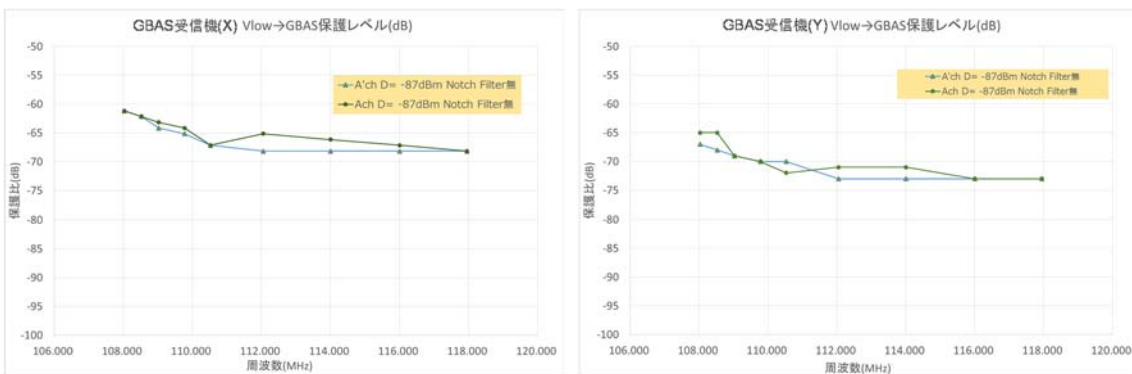 GBAS受信機(X) Vlow→GBAS保護レベル(dB)
-50
-55
-60
-65
-70
-75
-80
-85
-90
-95
-100
保護比(dB)
A'ch D= -87dBm Notch Filter無
Ach D= -87dBm Notch Filter無
106.000 108.000 110.000 112.000 114.000 116.000 118.000 120.000
周波数(MHz)
GBAS受信機(Y) Vlow→GBAS保護レベル(dB)
-50
-55
-60
-65
-70
-75
-80
-85
-90
-95
-100
保護比(dB)
A'ch D= -87dBm Notch Filter無
Ach D= -87dBm Notch Filter無
106.000 108.000 110.000 112.000 114.000 116.000 118.000 120.000
周波数(MHz)